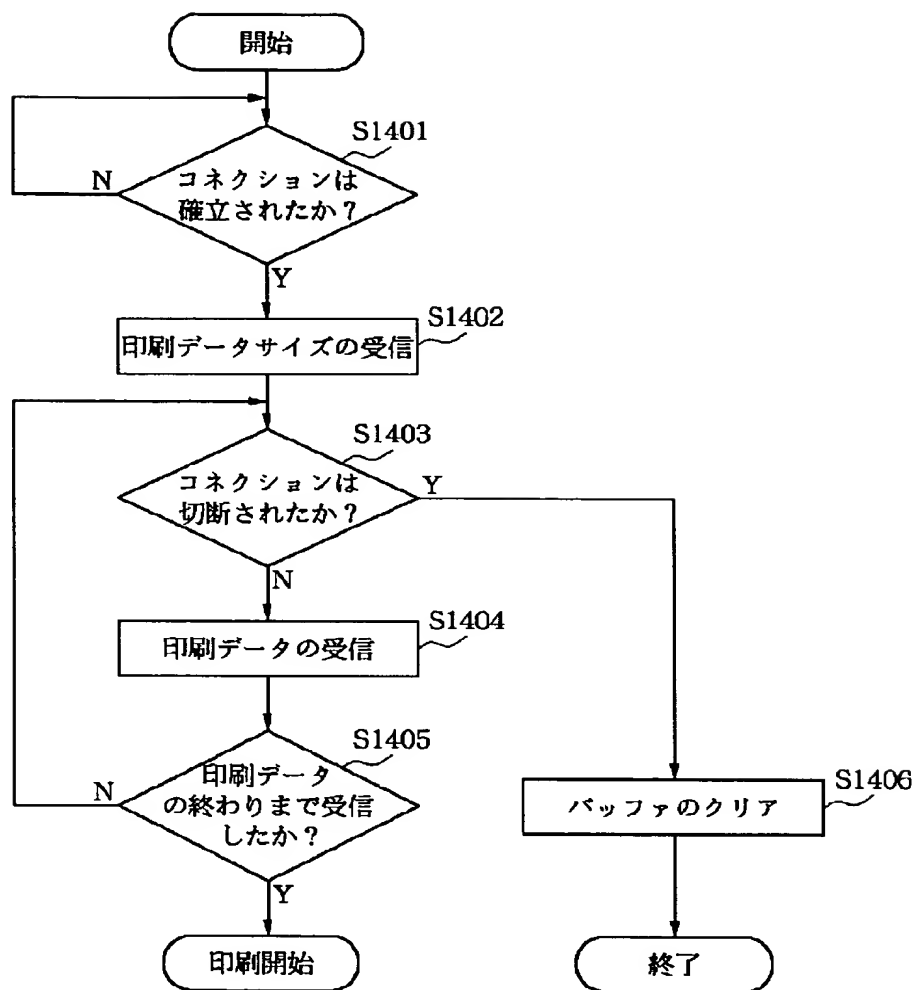 開始
S1401
コネクションは
確立されたか？
N
Y
S1402
印刷データサイズの受信
S1403
コネクションは
切断されたか？
Y
N
S1404
印刷データの受信
S1405
印刷データ
の終わりまで受信
したか？
N
Y
S1406
バッファのクリア
印刷開始
終了